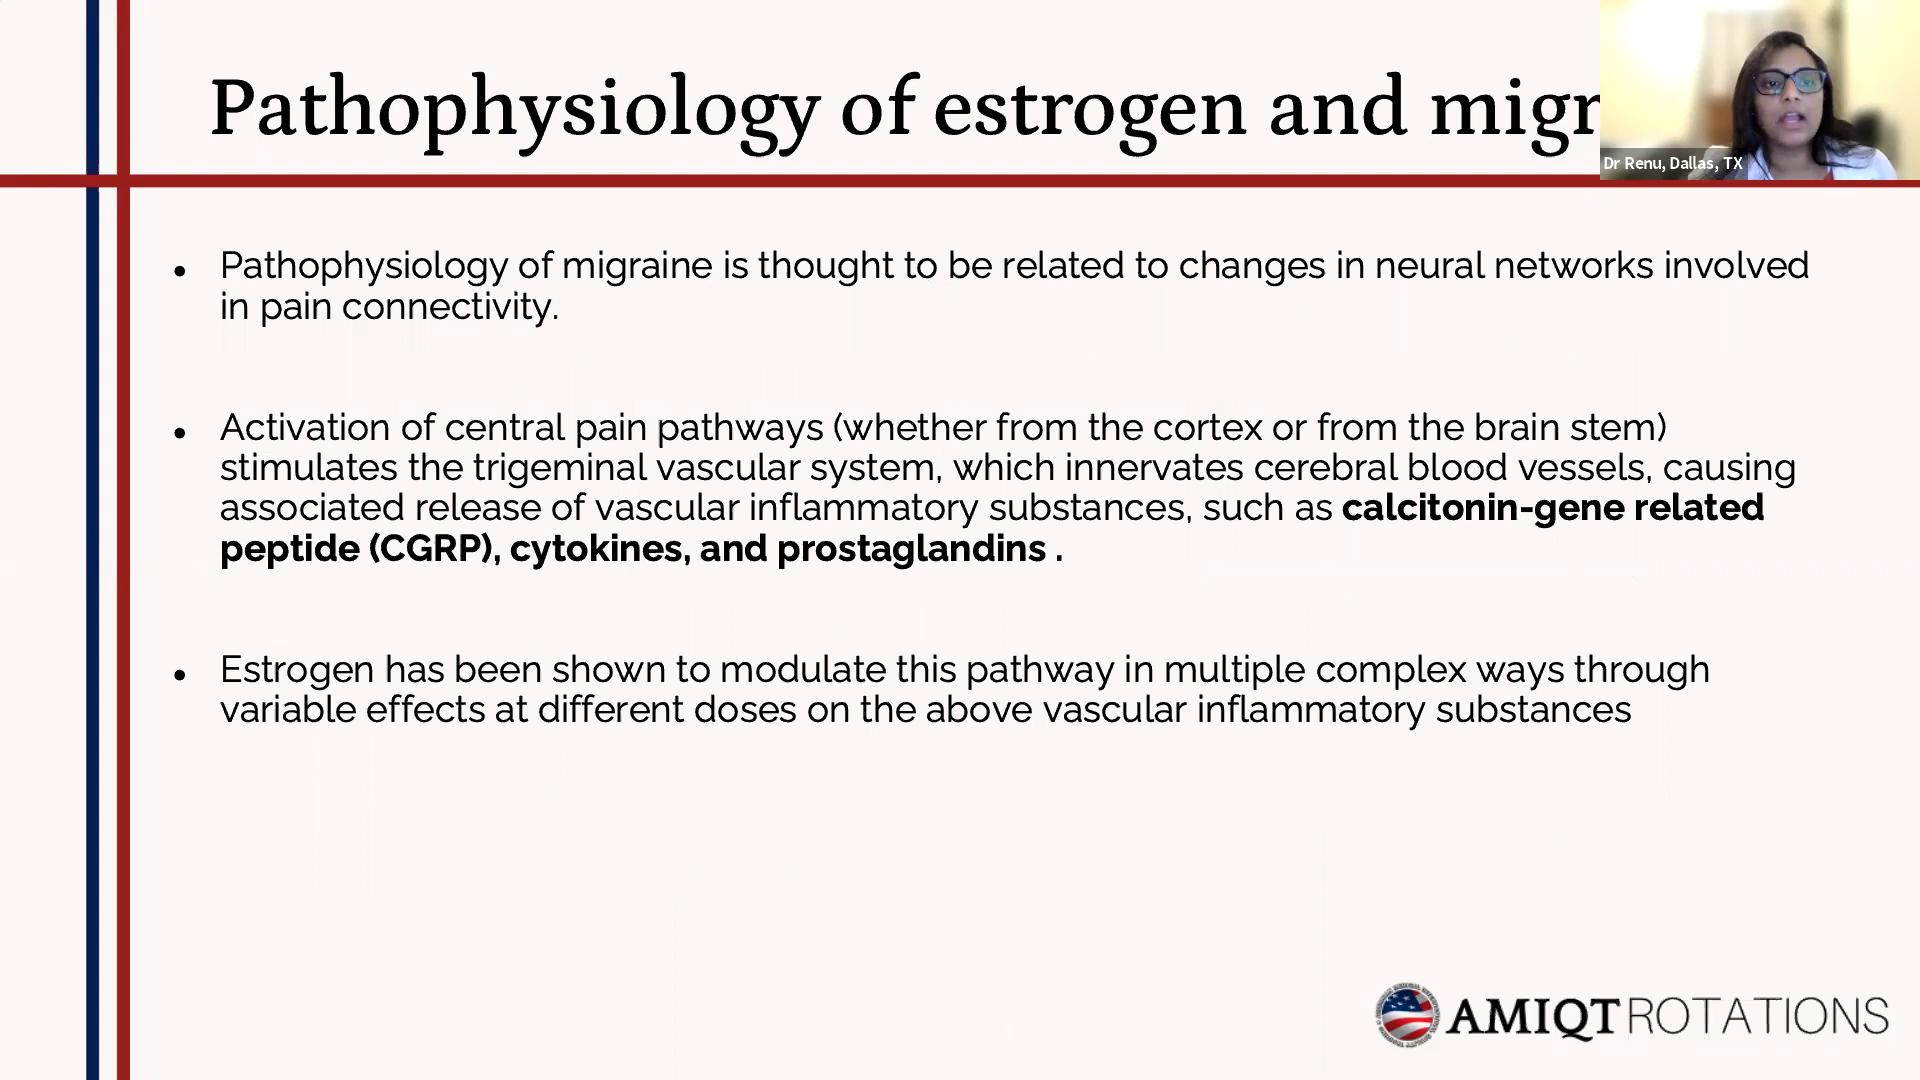 Pathophysiology of estrogen and migr
Dr Renu, Dallas, TX
• Pathophysiology of migraine is thought to be related to changes in neural networks involved
in pain connectivity.
• Activation of central pain pathways (whether from the cortex or from the brain stem)
stimulates the trigeminal vascular system, which innervates cerebral blood vessels, causing
associated release of vascular inflammatory substances, such as calcitonin-gene related
peptide (CGRP), cytokines, and prostaglandins .
• Estrogen has been shown to modulate this pathway in multiple complex ways through
variable effects at different doses on the above vascular inflammatory substances
AMIQT ROTATIONS